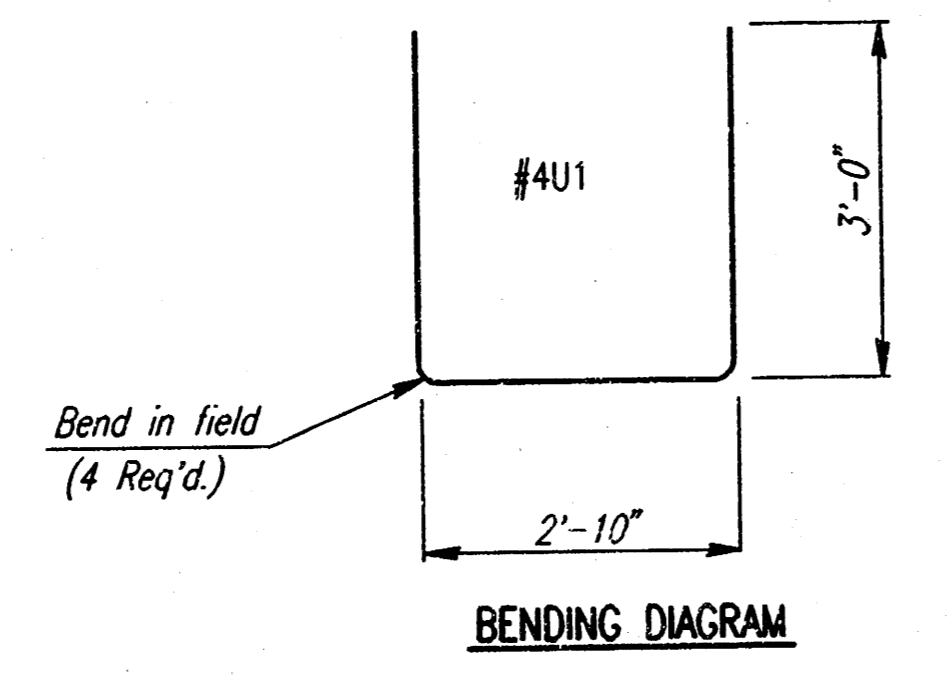 #4U1
3'-0"
Bend in field
(4 Req'd.)
2'-10"
BENDING DIAGRAM